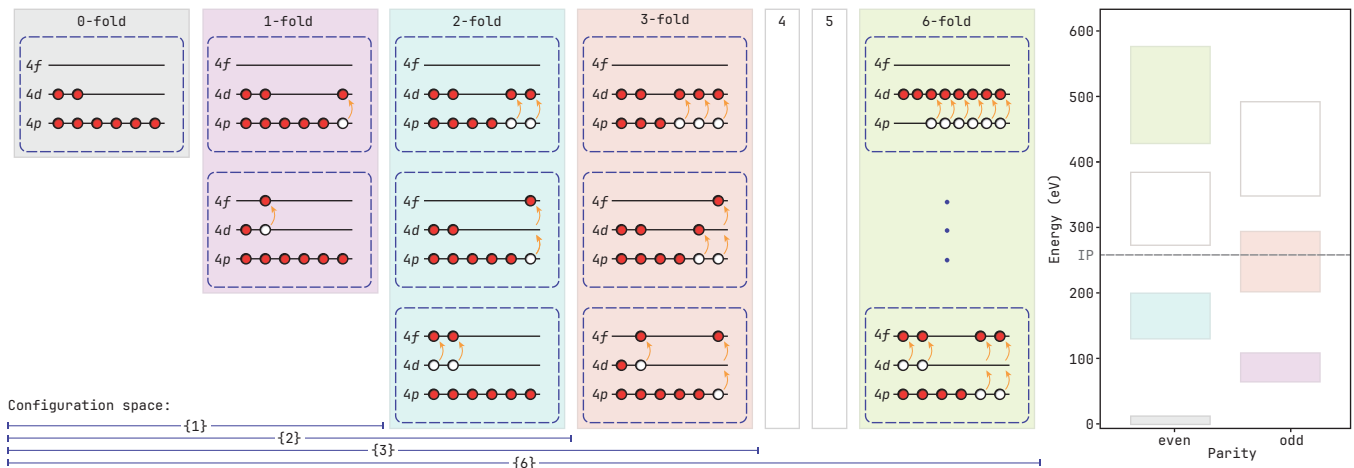 0-fold
4f
4d
4p
1-fold
4f
4d
4p
4f
4d
4p
2-fold
4f
4d
4p
4f
4d
4p
4f
4d
4p
3-fold
4f
4d
4p
4f
4d
4p
4f
4d
4p
4
5
6-fold
4f
4d
4p
4f
4d
4p
Configuration space:
{1}
{2}
{3}
{6}
Energy (eV)
600
500
400
300
IP
200
100
0
even odd
Parity